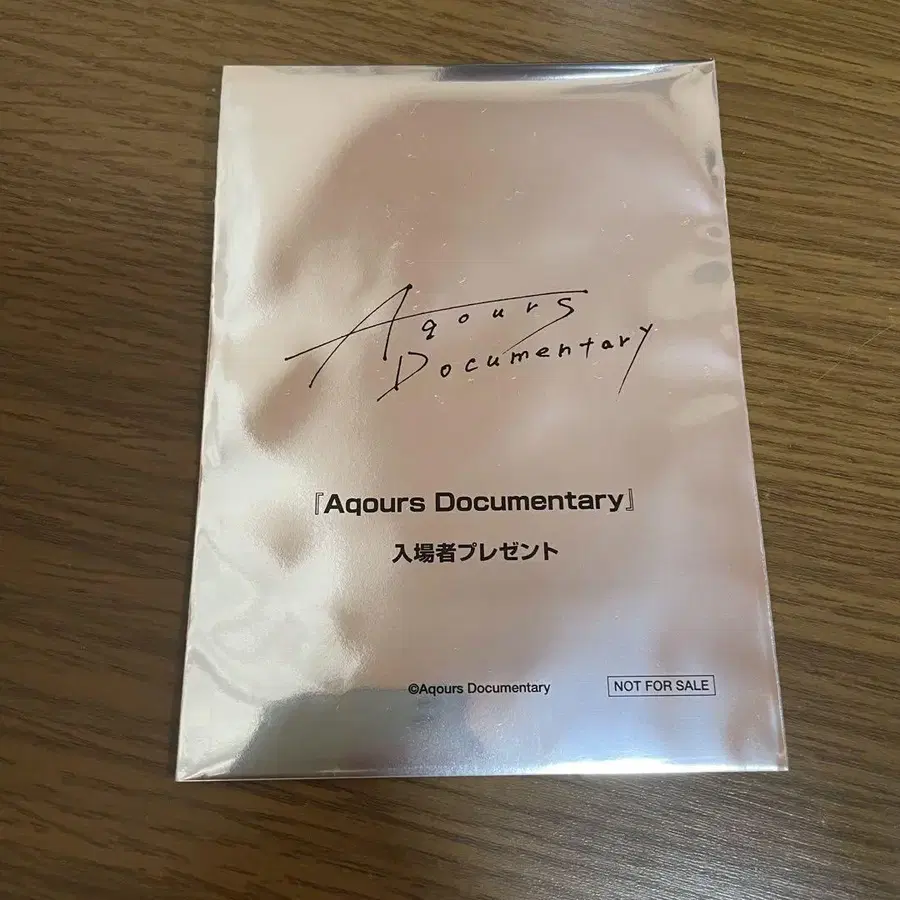 Aqours
Documentary
『Aqours Documentary』
入場者プレゼント
©Aqours Documentary
NOT FOR SALE